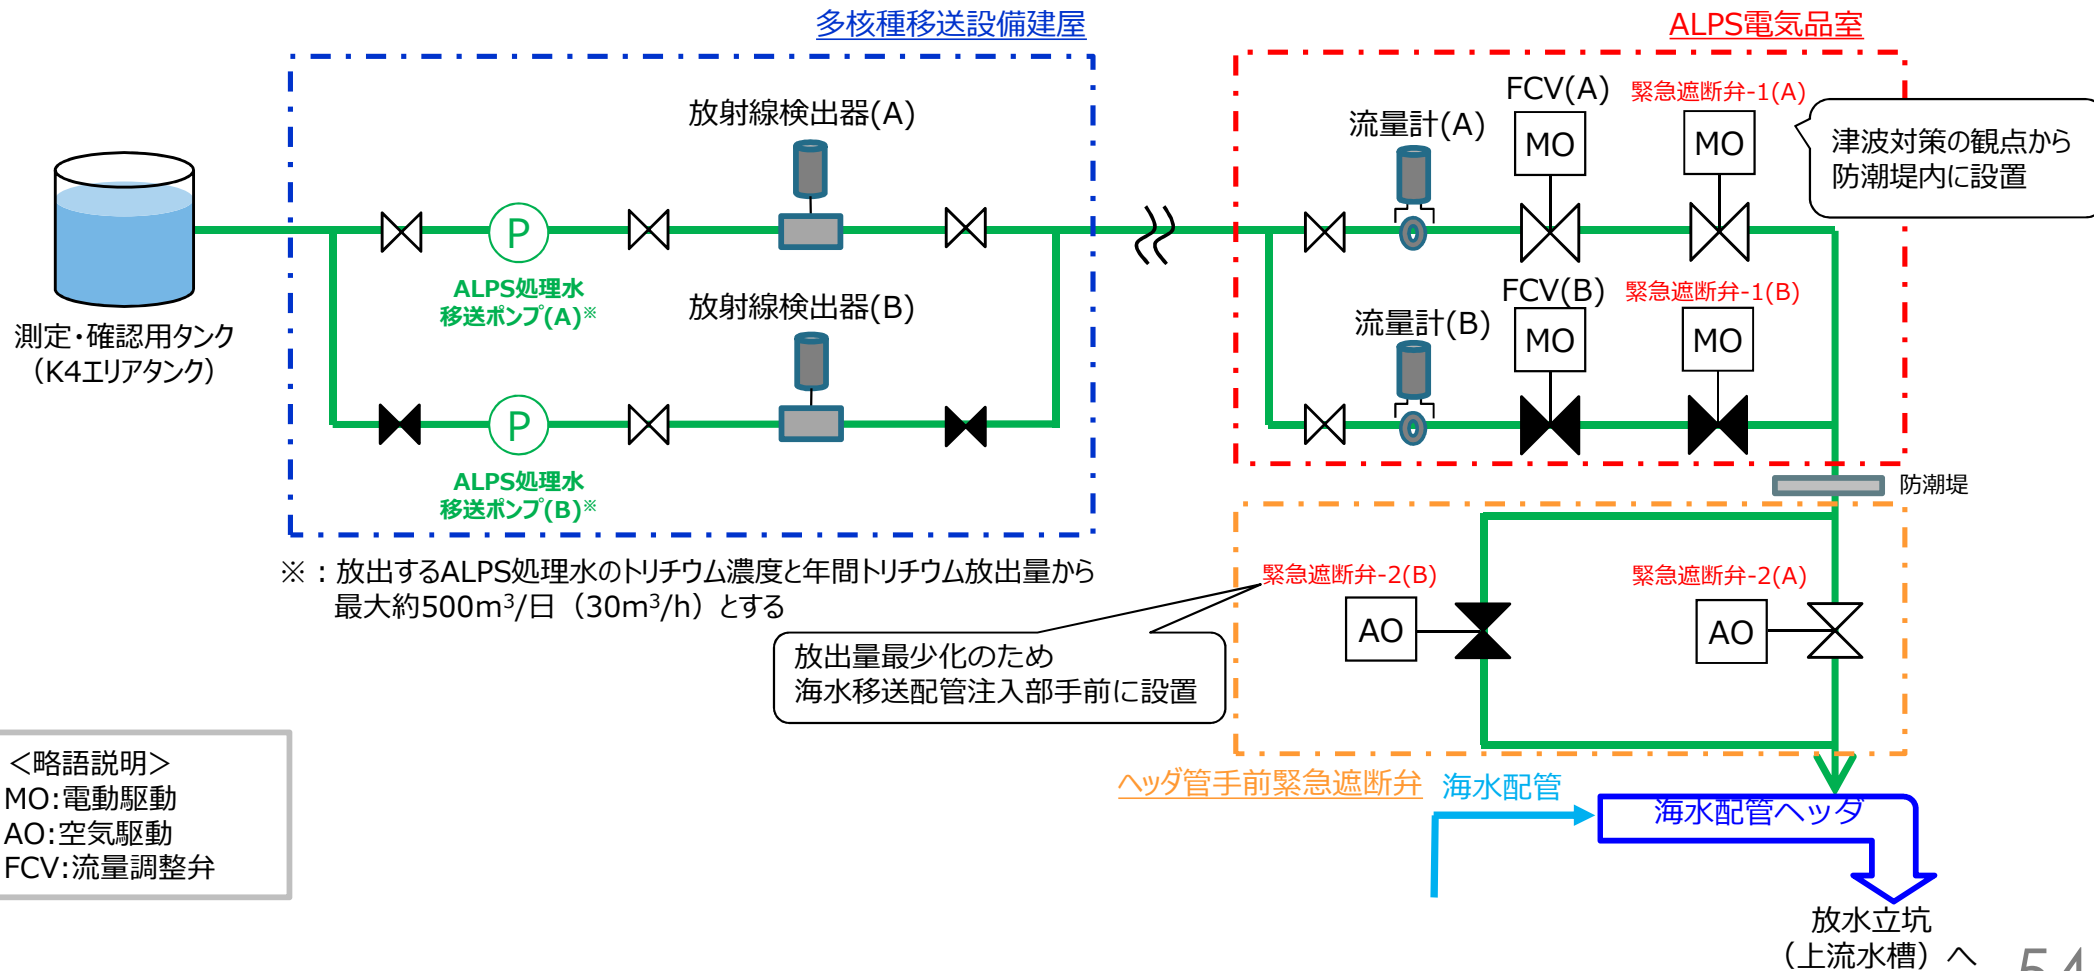 多核種移送設備建屋
ALPS電気品室
放射線検出器(A)
流量計(A)
FCV(A)
緊急遮断弁-1(A)
MO
MO
津波対策の観点から
防潮堤内に設置
P
ALPS処理水
移送ポンプ(A)※
測定・確認用タンク
（K4エリアタンク）
放射線検出器(B)
流量計(B)
FCV(B)
緊急遮断弁-1(B)
MO
MO
P
ALPS処理水
移送ポンプ(B)※
防潮堤
※：放出するALPS処理水のトリチウム濃度と年間トリチウム放出量から
最大約500m³/日（30m³/h）とする
緊急遮断弁-2(B)
緊急遮断弁-2(A)
AO
AO
放出量最少化のため
海水移送配管注入部手前に設置
＜略語説明＞
MO:電動駆動
AO:空気駆動
FCV:流量調整弁
ヘッダ管手前緊急遮断弁
海水配管
海水配管ヘッダ
放水立坑
（上流水槽）へ
54